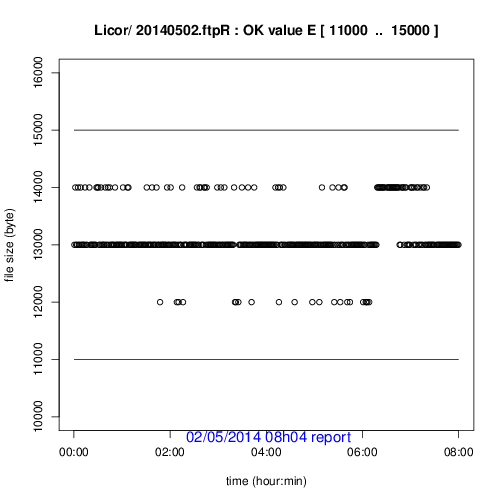 Licor/ 20140502.ftpR : OK value E [ 11000 .. 15000 ]
file size (byte)
16000
15000
14000
13000
12000
11000
10000
02/05/2014 08h04 report
00:00 02:00 04:00 06:00 08:00
time (hour:min)